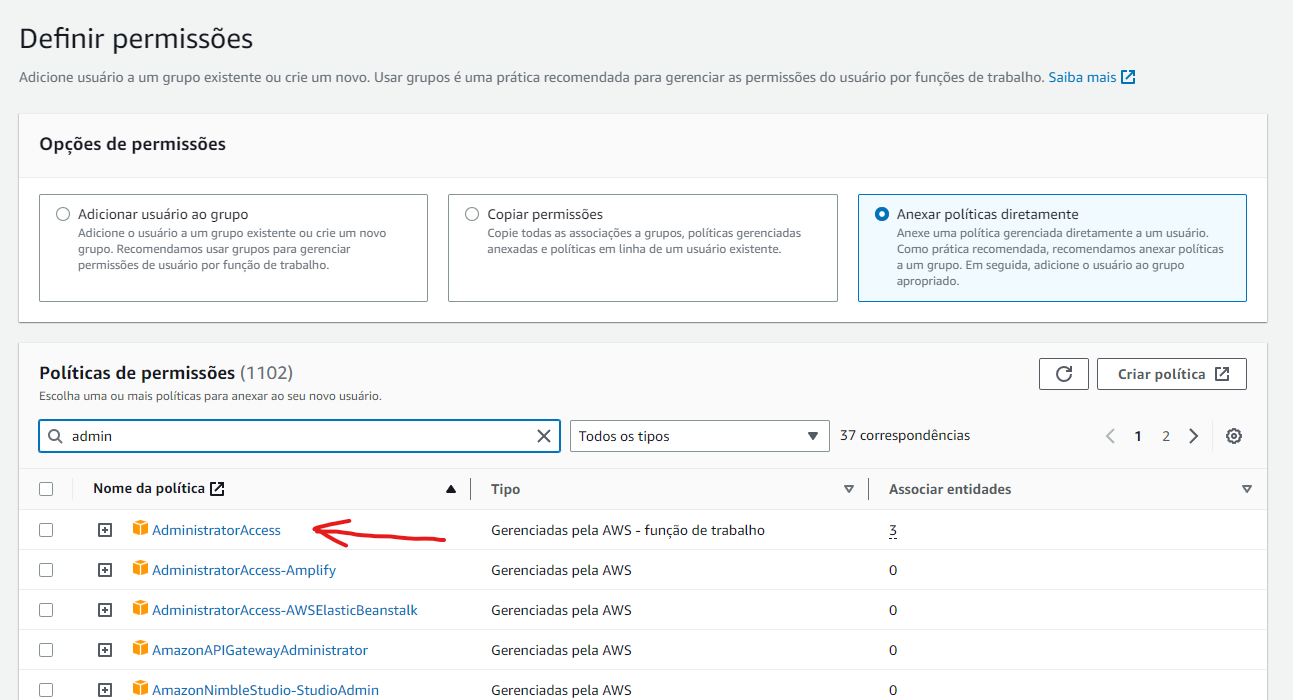 Definir permissões
Adicione usuário a um grupo existente ou crie um novo. Usar grupos é uma prática recomendada para gerenciar as permissões do usuário por funções de trabalho. Saiba mais
Opções de permissões
Adicionar usuário ao grupo
Adicione o usuário a um grupo existente ou crie um novo
grupo. Recomendamos usar grupos para gerenciar
permissões de usuário por função de trabalho.
Copiar permissões
Copie todas as associações a grupos, políticas gerenciadas
anexadas e políticas em linha de um usuário existente.
Anexar políticas diretamente
Anexe uma política gerenciada diretamente a um usuário.
Como prática recomendada, recomendamos anexar políticas
a um grupo. Em seguida, adicione o usuário ao grupo
apropriado.
Políticas de permissões (1102)
Escolha uma ou mais políticas para anexar ao seu novo usuário.
Criar política
admin
Todos os tipos
37 correspondências
1 2
Nome da política Tipo Associar entidades
AdministratorAccess Gerenciadas pela AWS - função de trabalho 3
AdministratorAccess-Amplify Gerenciadas pela AWS 0
AdministratorAccess-AWSElasticBeanstalk Gerenciadas pela AWS 0
AmazonAPIGatewayAdministrator Gerenciadas pela AWS 0
AmazonNimbleStudio-StudioAdmin Gerenciadas pela AWS 0